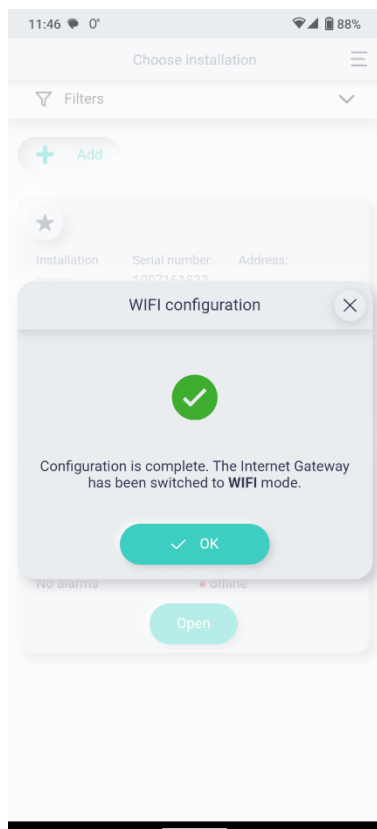 11:46 0° 88%
Choose installation
Filters
Add
Installation Serial number: Address:
1007161833
WIFI configuration
Configuration is complete. The Internet Gateway
has been switched to WIFI mode.
OK
No alarms offline
Open